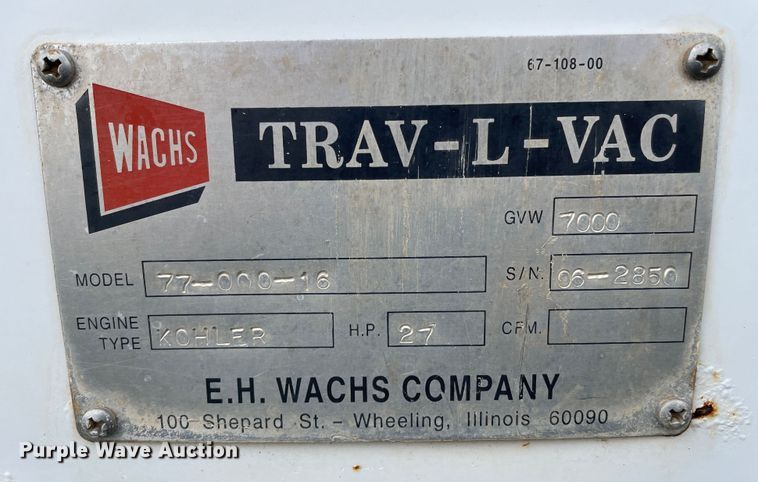 67-108-00
WACHS
TRAV-L-VAC
GVW 7000
MODEL 77-000-16 S/N. 06-2850
ENGINE TYPE KOHLER H.P. 27 CFM.
E.H. WACHS COMPANY
100 Shepard St. - Wheeling, Illinois 60090
Purple Wave Auction